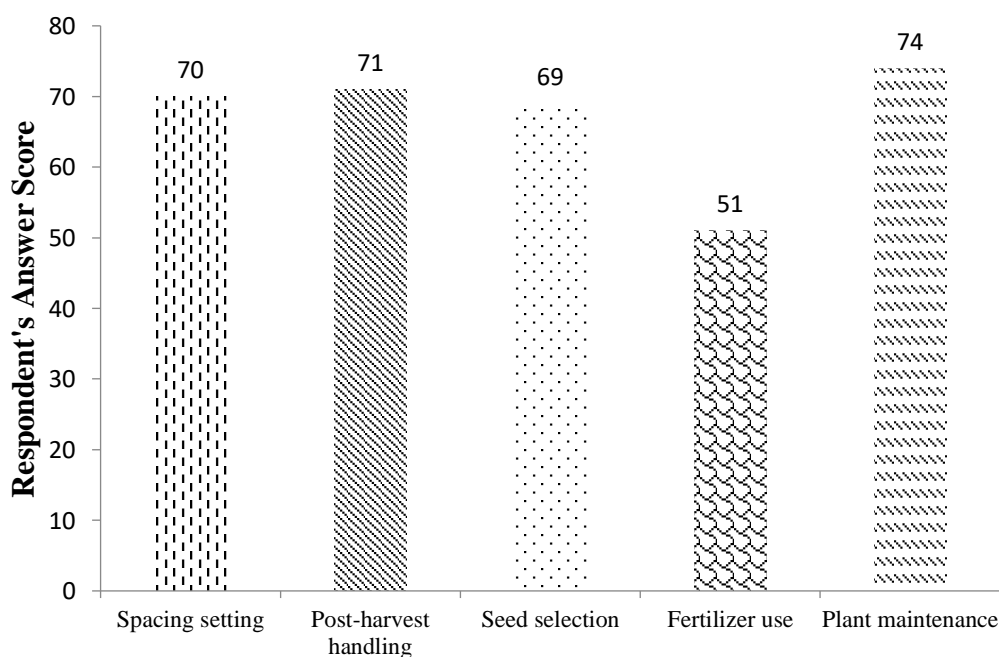 80
70
60
50
40
30
20
10
0
Respondent's Answer Score
70
71
69
51
74
Spacing setting
Post-harvest
handling
Seed selection
Fertilizer use
Plant maintenance